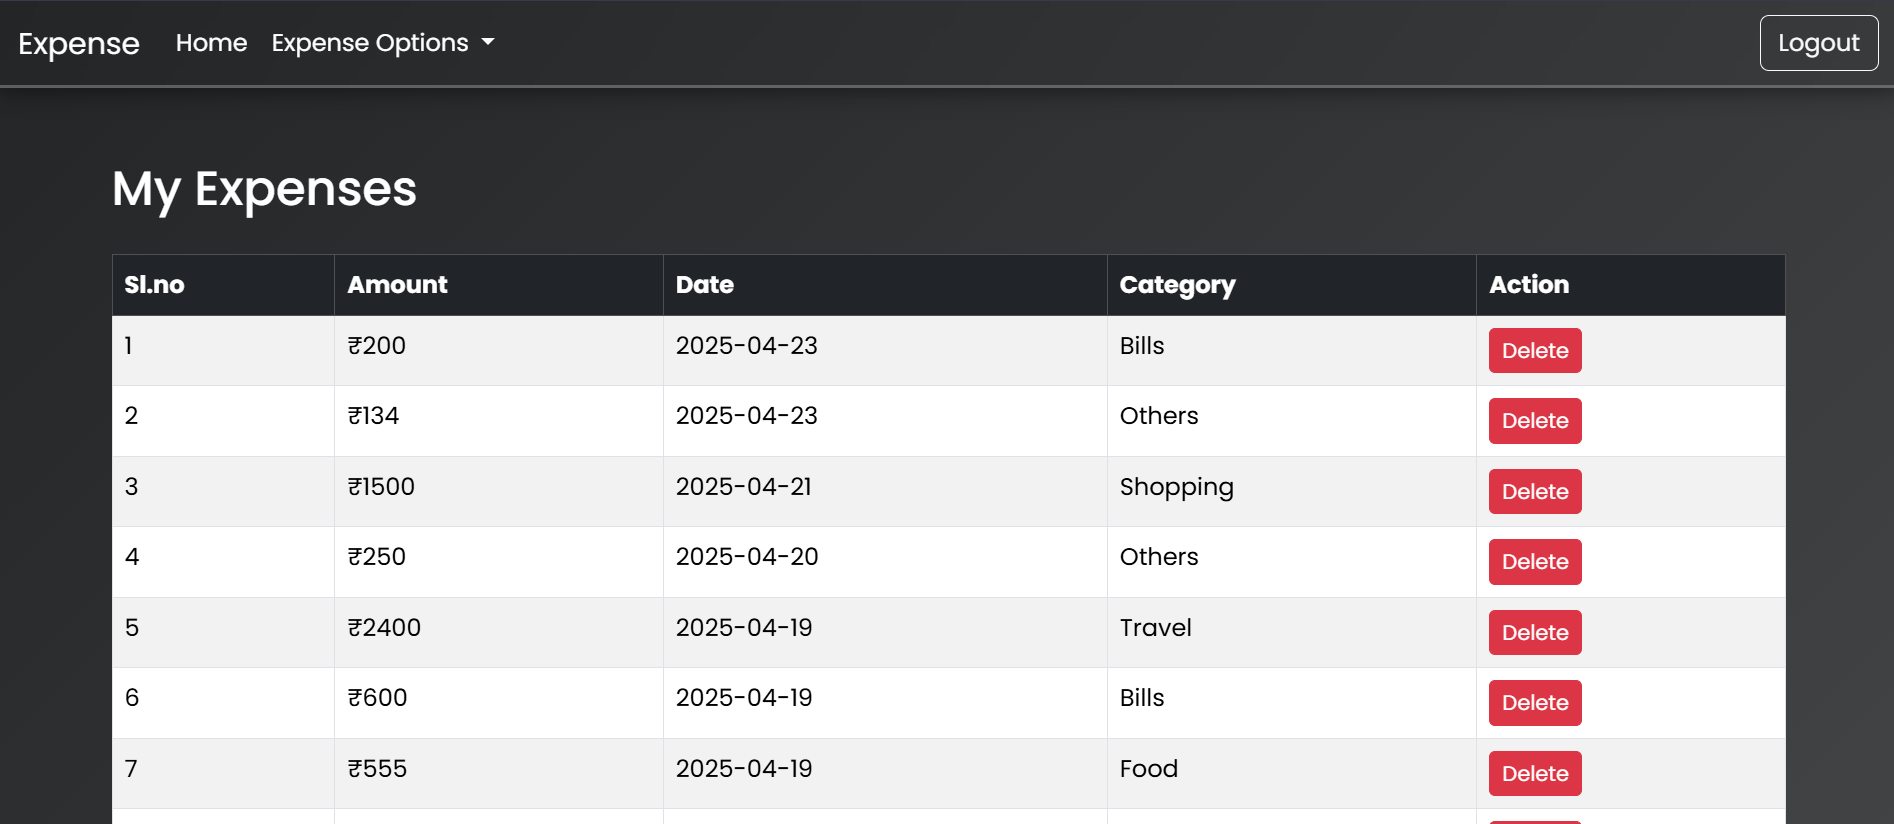 Expense Home Expense Options Logout
My Expenses
Sl.no Amount Date Category Action
1 ₹200 2025-04-23 Bills Delete
2 ₹134 2025-04-23 Others Delete
3 ₹1500 2025-04-21 Shopping Delete
4 ₹250 2025-04-20 Others Delete
5 ₹2400 2025-04-19 Travel Delete
6 ₹600 2025-04-19 Bills Delete
7 ₹555 2025-04-19 Food Delete